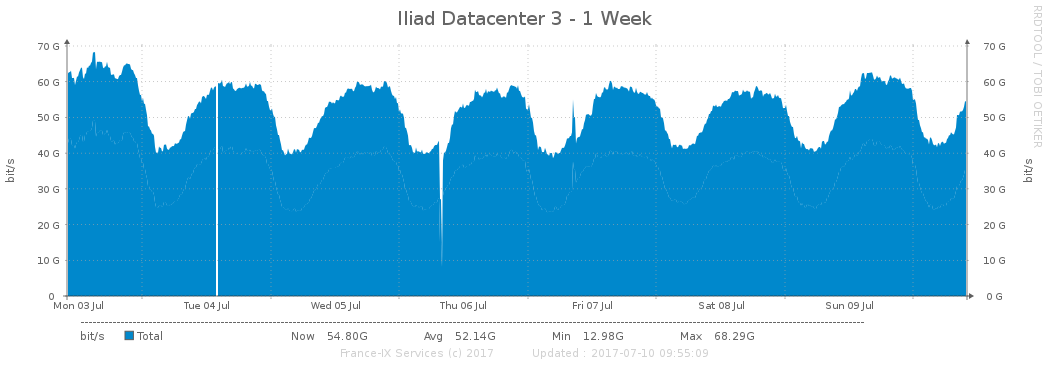 Iliad Datacenter 3 - 1 Week
RRDTOOL / TOBI OETIKER
bit/s
70 G 70 G
60 G 60 G
50 G 50 G
40 G 40 G
30 G 30 G
20 G 20 G
10 G 10 G
0 0 G
bit/s
Mon 03 Jul Tue 04 Jul Wed 05 Jul Thu 06 Jul Fri 07 Jul Sat 08 Jul Sun 09 Jul
bit/s Total Now 54.80G Avg 52.14G Min 12.98G Max 68.29G
France-IX Services (c) 2017 Updated : 2017-07-10 09:55:09